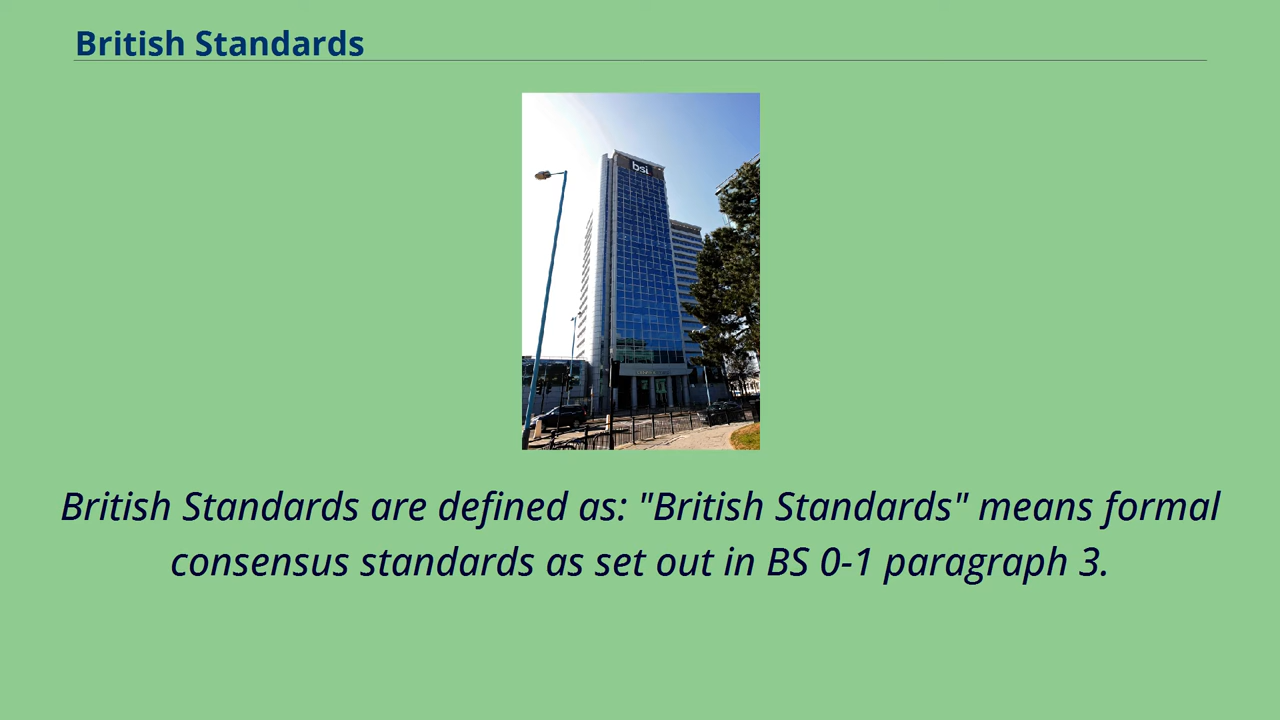 British Standards
bsi
British Standards are defined as: "British Standards" means formal
consensus standards as set out in BS 0-1 paragraph 3.